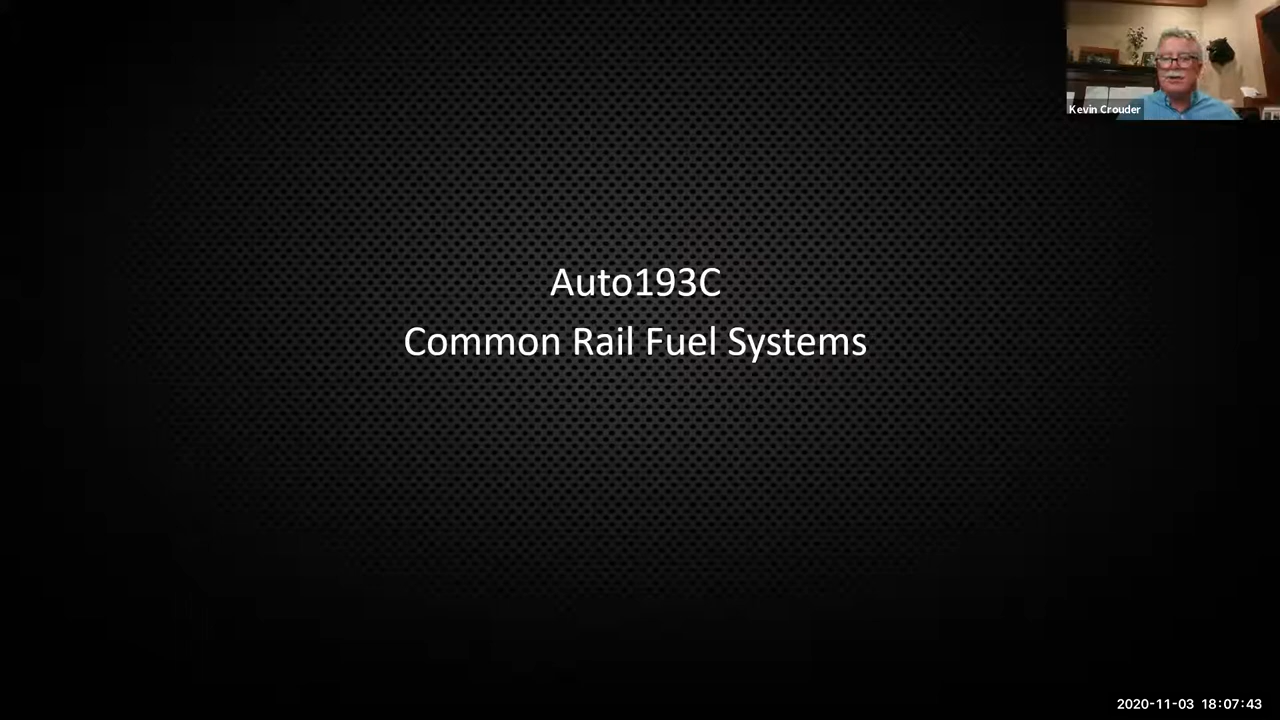 Kevin Crouder
Auto193C
Common Rail Fuel Systems
2020-11-03 18:07:43